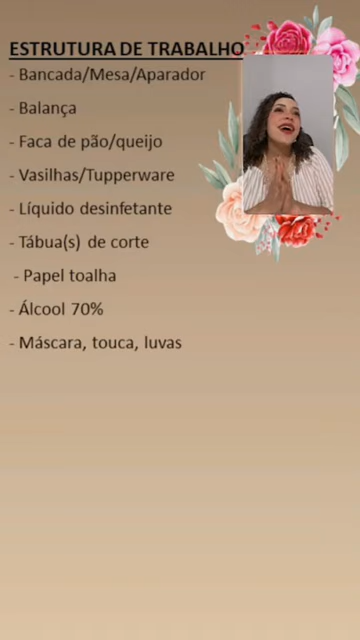 ESTRUTURA DE TRABALHO
- Bancada/Mesa/Aparador
- Balança
- Faca de pão/queijo
- Vasilhas/Tupperware
- Líquido desinfetante
- Tábua(s) de corte
- Papel toalha
- Álcool 70%
- Máscara, touca, luvas